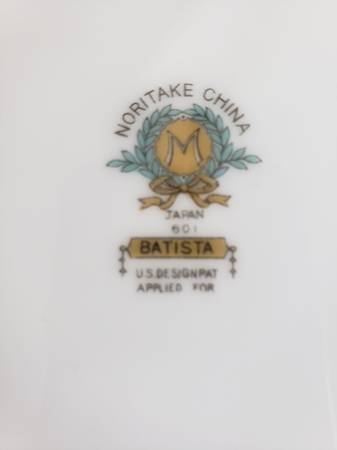 NORITAKE CHINA
M
JAPAN
601
BATISTA
U.S.DESIGN PAT
APPLIED FOR